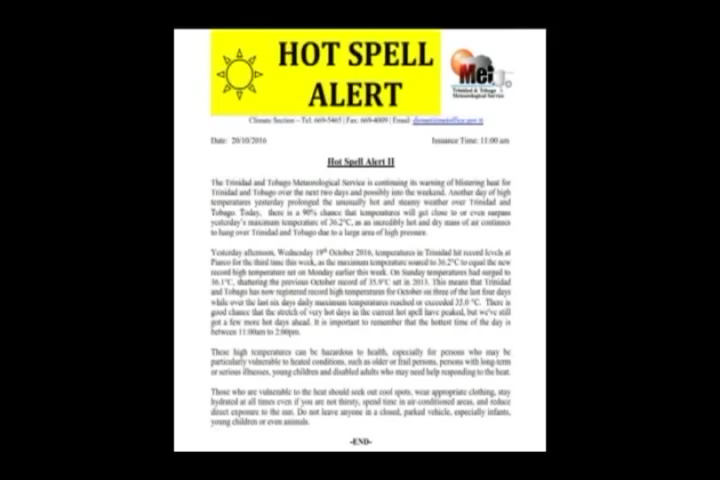 HOT SPELL
ALERT
Met
Trinidad & Tobago
Meteorological Service
Climate Section – Tel: 669-5465 | Fax: 669-4009 | Email:
Date: 20/10/2016 Issuance Time: 11:00 am
Hot Spell Alert II
The Trinidad and Tobago Meteorological Service is continuing its warning of blistering heat for
Trinidad and Tobago over the next two days and possibly into the weekend. Another day of high
temperatures yesterday prolonged the unusually hot and steamy weather over Trinidad and
Tobago. Today, there is a 90% chance that temperatures will get close to or even surpass
yesterday's maximum temperature of 36.2°C, as an incredibly hot and dry mass of air continues
to hang over Trinidad and Tobago due to a large area of high pressure.
Yesterday afternoon, Wednesday 19th October 2016, temperatures in Trinidad hit record levels at
Piarco for the third time this week, as the maximum temperature soared to 36.2°C to equal the new
record high temperature set on Monday earlier this week. On Sunday temperatures had surged to
36.1°C, shattering the previous October record of 35.9°C set in 2013. This means that Trinidad
and Tobago has now registered record high temperatures for October on three of the last four days
while over the last six days daily maximum temperatures reached or exceeded 35.0 °C. There is
good chance that the stretch of very hot days in the current hot spell have peaked, but we've still
got a few more hot days ahead. It is important to remember that the hottest time of the day is
between 11:00am to 2:00pm.
These high temperatures can be hazardous to health, especially for persons who may be
particularly vulnerable to heated conditions, such as older or frail persons, persons with long-term
or serious illnesses, young children and disabled adults who may need help responding to the heat.
Those who are vulnerable to the heat should seek out cool spots, wear appropriate clothing, stay
hydrated at all times even if you are not thirsty, spend time in air-conditioned areas, and reduce
direct exposure to the sun. Do not leave anyone in a closed, parked vehicle, especially infants,
young children or even animals.
-END-